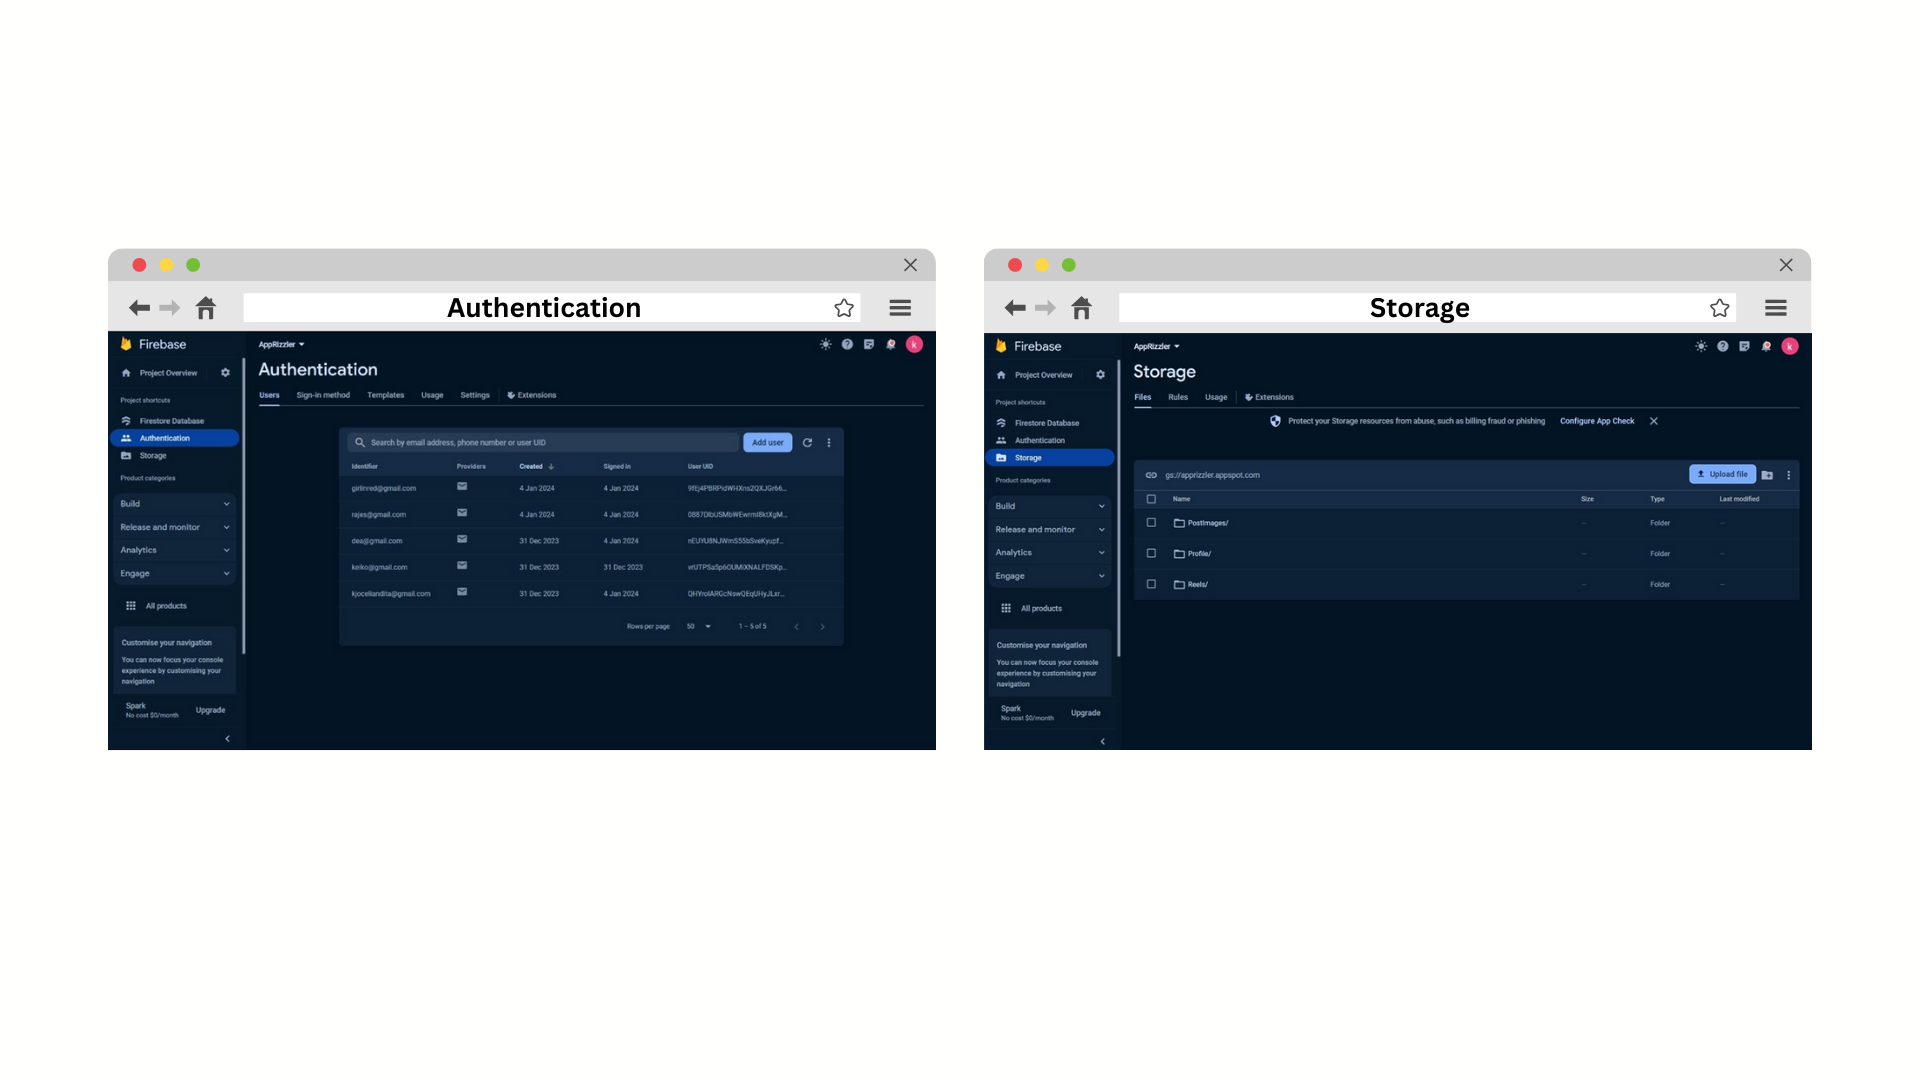 Authentication
Firebase
AppRizzler
k
Project Overview
Authentication
Project shortcuts
Users Sign-in method Templates Usage Settings Extensions
Firestore Database
Authentication
Storage
Product categories
Build
Release and monitor
Analytics
Engage
All products
Customise your navigation
You can now focus your console
experience by customising your
navigation
Spark
No cost $0/month
Upgrade
Search by email address, phone number or user UID
Add user
Identifier Providers Created Signed in User UID
girlinred@gmail.com 4 Jan 2024 4 Jan 2024
rajes@gmail.com 4 Jan 2024 4 Jan 2024
dea@gmail.com 31 Dec 2023 4 Jan 2024
keiko@gmail.com 31 Dec 2023 31 Dec 2023
kjoceliandita@gmail.com 31 Dec 2023 4 Jan 2024
Rows per page 50 1 – 5 of 5
Storage
Firebase
AppRizzler
k
Project Overview
Storage
Project shortcuts
Files Rules Usage Extensions
Firestore Database
Authentication
Storage
Product categories
Build
Release and monitor
Analytics
Engage
All products
Customise your navigation
You can now focus your console
experience by customising your
navigation
Spark
No cost $0/month
Upgrade
Protect your Storage resources from abuse, such as billing fraud or phishing Configure App Check
gs://apprizzler.appspot.com
Upload file
Name Size Type Last modified
PostImages/ – Folder –
Profile/ – Folder –
Reels/ – Folder –